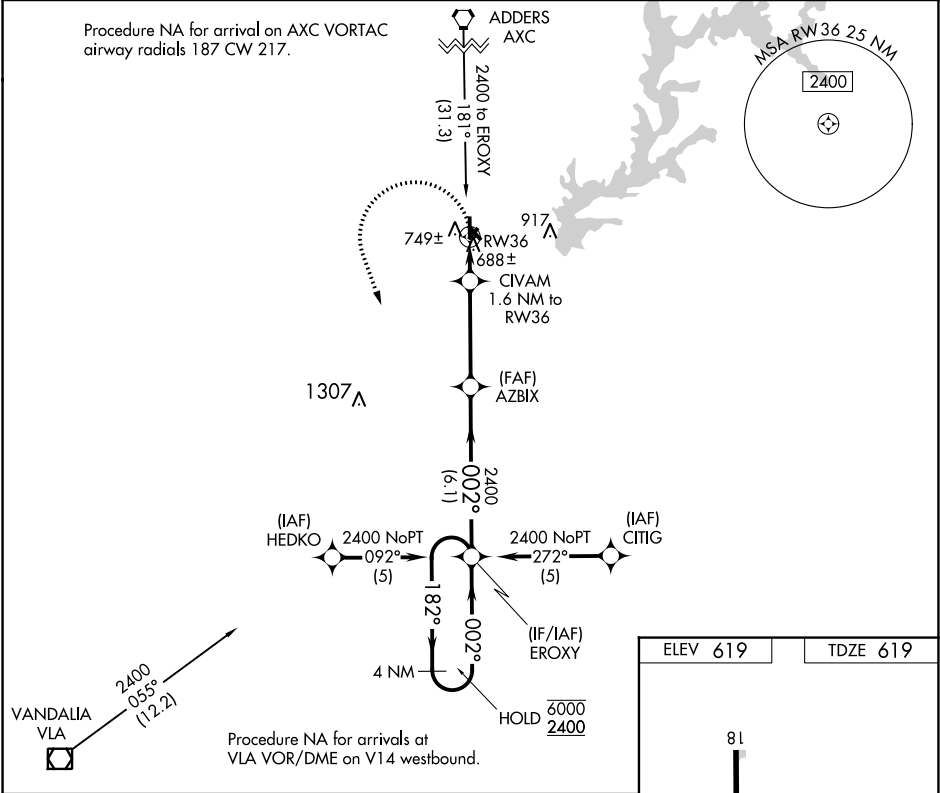 Procedure NA for arrival on AXC VORTAC
airway radials 187 CW 217.
ADDERS
AXC
2400 to EROXY
181°
(31.3)
MSA RW36 25 NM
2400
749±
RW36
917
688±
CIVAM
1.6 NM to
RW36
(FAF)
AZBIX
1307
2400
002°
(6.1)
(IAF)
HEDKO
2400 NoPT
092°
(5)
2400 NoPT
272°
(5)
(IAF)
CITIG
182°
002°
(IF/IAF)
EROXY
4 NM
HOLD 6000
2400
2400
055°
(12.2)
VANDALIA
VLA
Procedure NA for arrivals at
VLA VOR/DME on V14 westbound.
ELEV 619
TDZE 619
18